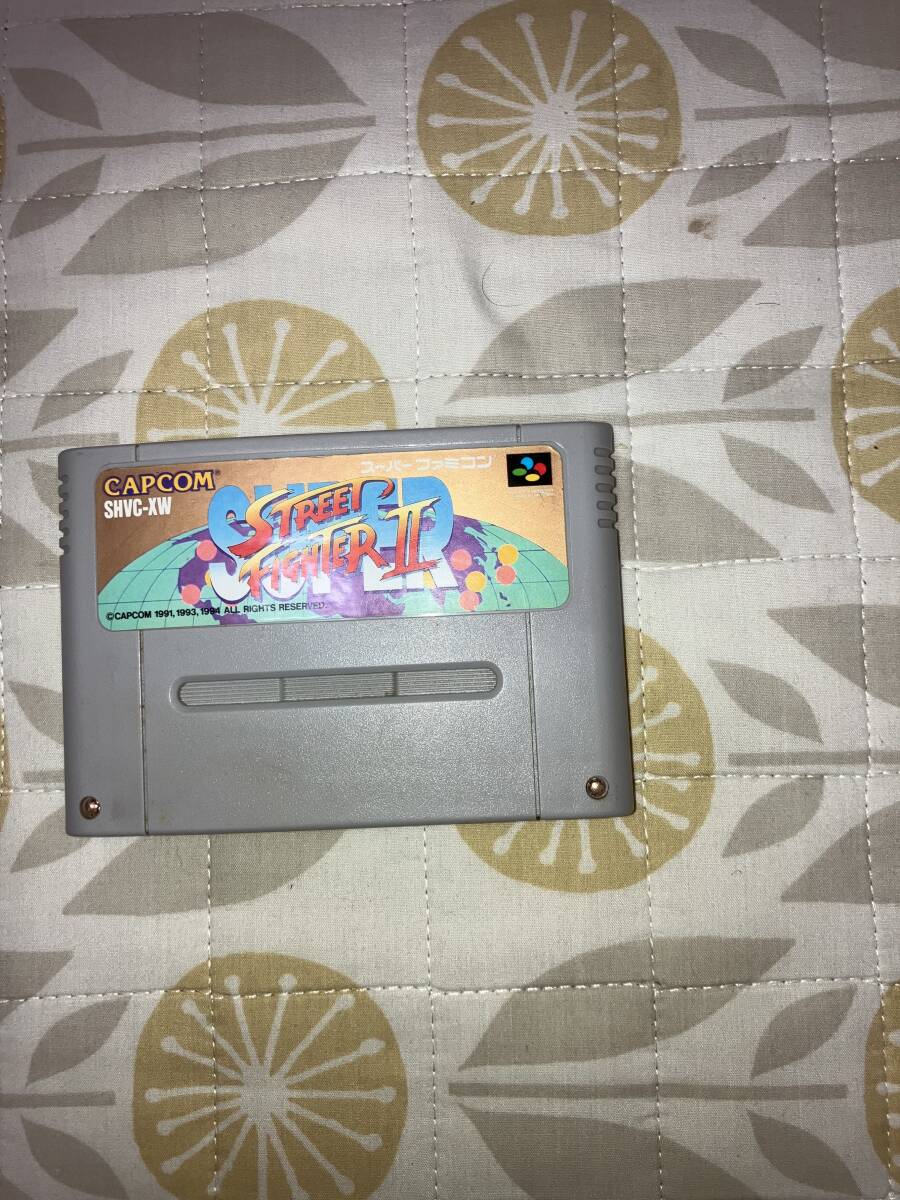 CAPCOM®
SHVC-XW
スーパーファミコン
SUPER
STREET
FIGHTER II
©CAPCOM 1991,1993,1994 ALL RIGHTS RESERVED.